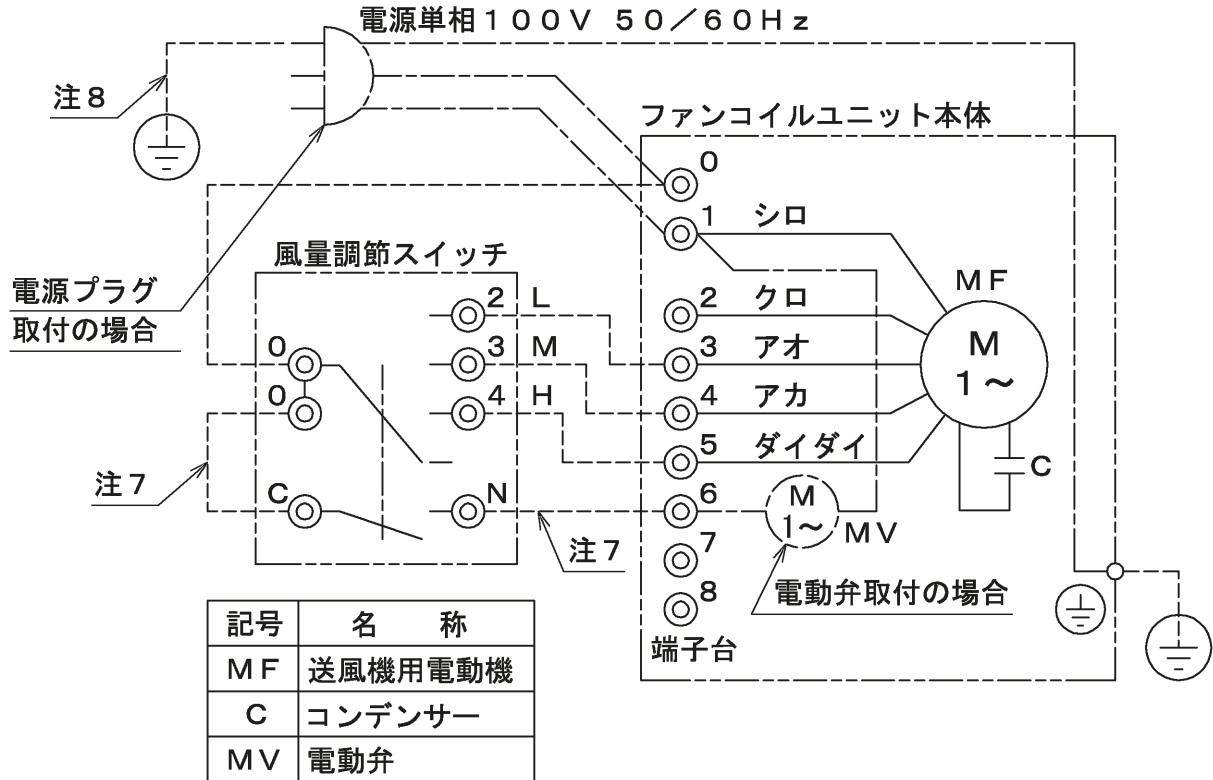 電源単相100V 50/60Hz
注8
ファンコイルユニット本体
0
1 シロ
風量調節スイッチ
電源プラグ
取付の場合
MF
2 L
2 クロ
M
1~
0
3 M
3 アオ
0
4 H
4 アカ
5 ダイダイ
C
注7
C
N
6
M
1~
MV
注7
7
電動弁取付の場合
8
端子台
記号 名 称
MF 送風機用電動機
C コンデンサー
MV 電動弁